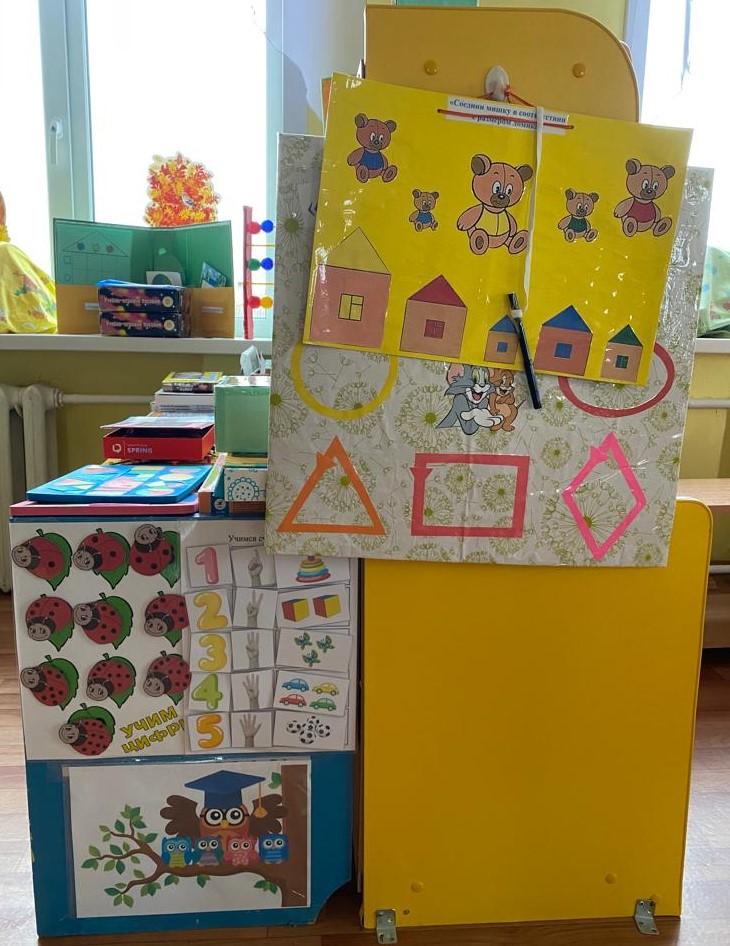 «Соедини мишку в соответствии
с размером домика»
SPRING
Учимся
1
2
3
4
5
УЧИМ
ЦИФРЫ